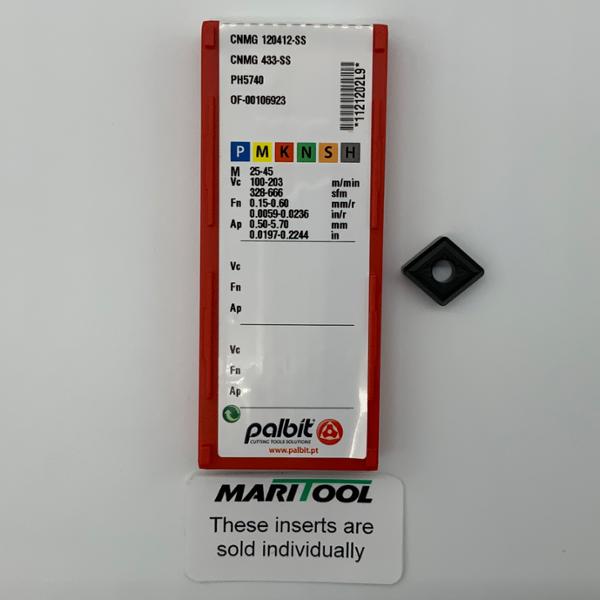 CNMG 120412-SS
CNMG 433-SS
PH5740
OF-00106923
*1121202L9*
P M K N S H
M 25-45
Vc 100-203 m/min
328-666 sfm
Fn 0.15-0.60 mm/r
0.0059-0.0236 in/r
Ap 0.50-5.70 mm
0.0197-0.2244 in
Vc
Fn
Ap
Vc
Fn
Ap
palbit
CUTTING TOOLS SOLUTIONS
www.palbit.pt
MARITOOL
These inserts are
sold individually